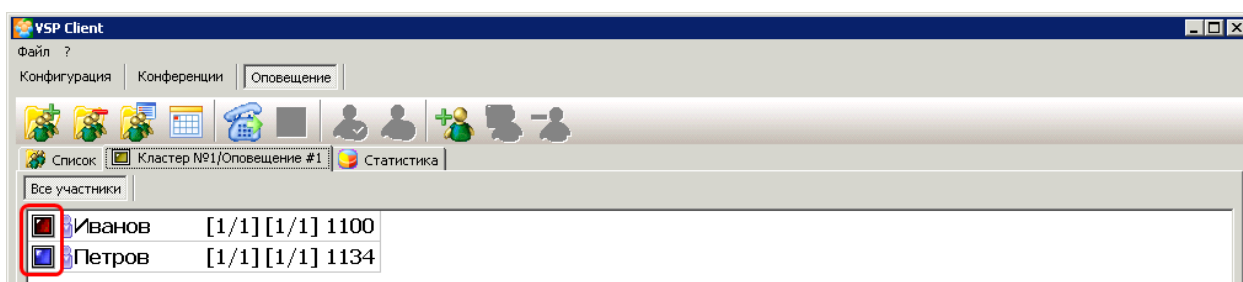 VSP Client
Файл ?
Конфигурация Конференции Оповещение
Список Кластер №1/Оповещение #1 Статистика
Все участники
Иванов [1/1] [1/1] 1100
Петров [1/1] [1/1] 1134